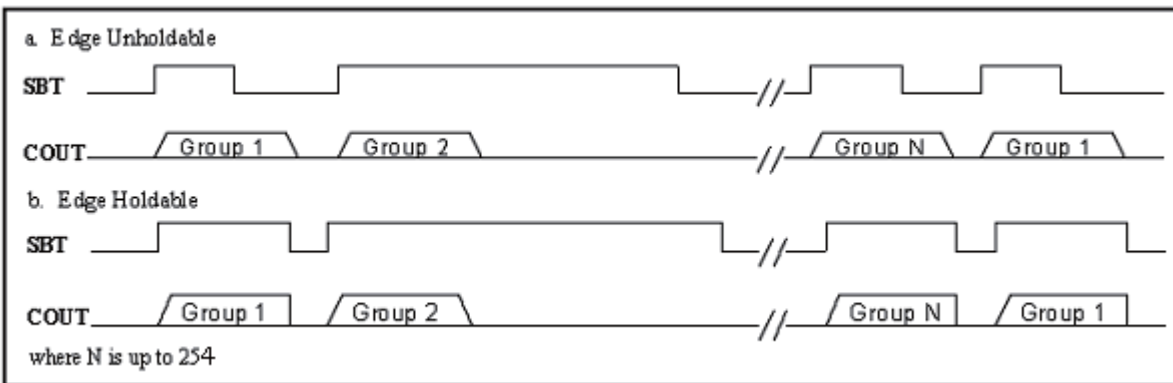 a. Edge Unholdable
SBT
//
COUT Group 1 Group 2 // Group N Group 1
b. Edge Holdable
SBT
//
COUT Group 1 Group 2 // Group N Group 1
where N is up to 254